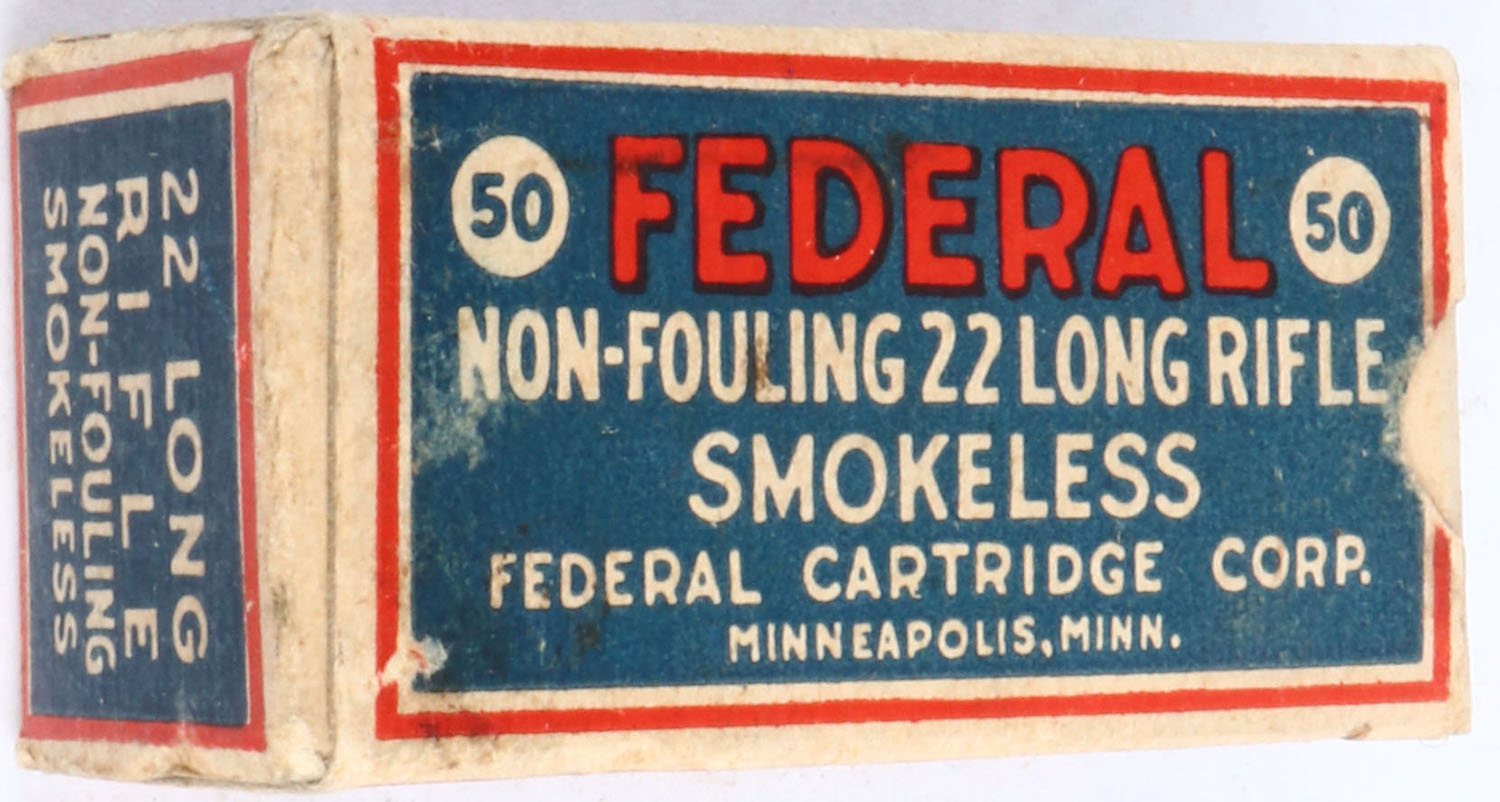 50 FEDERAL 50
NON-FOULING 22 LONG RIFLE
SMOKELESS
FEDERAL CARTRIDGE CORP.
MINNEAPOLIS, MINN.
22 LONG
RIFLE
NON-FOULING
SMOKELESS